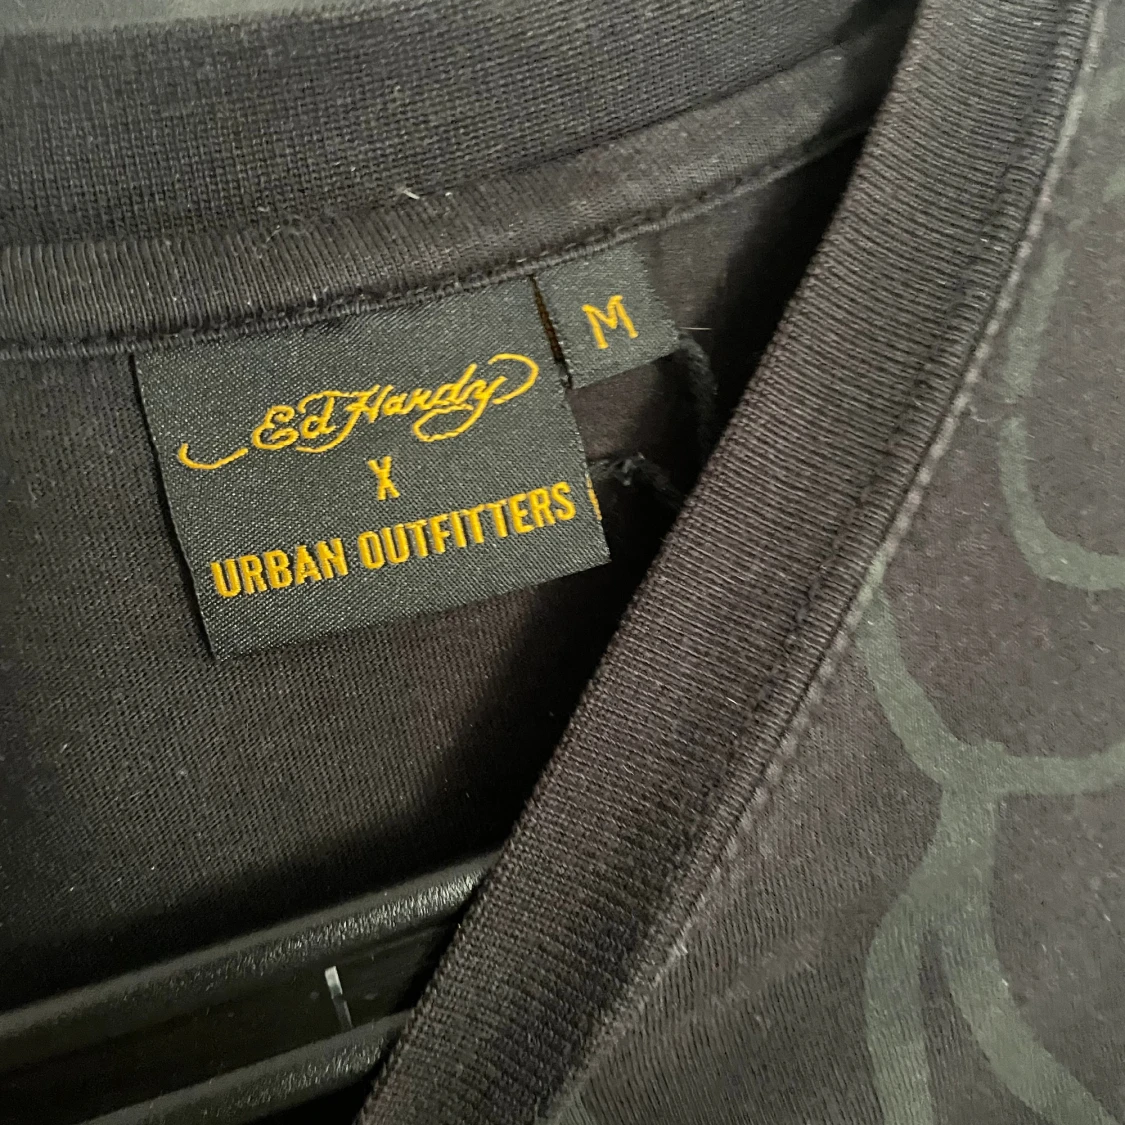 Ed Hardy
X
URBAN OUTFITTERS
M